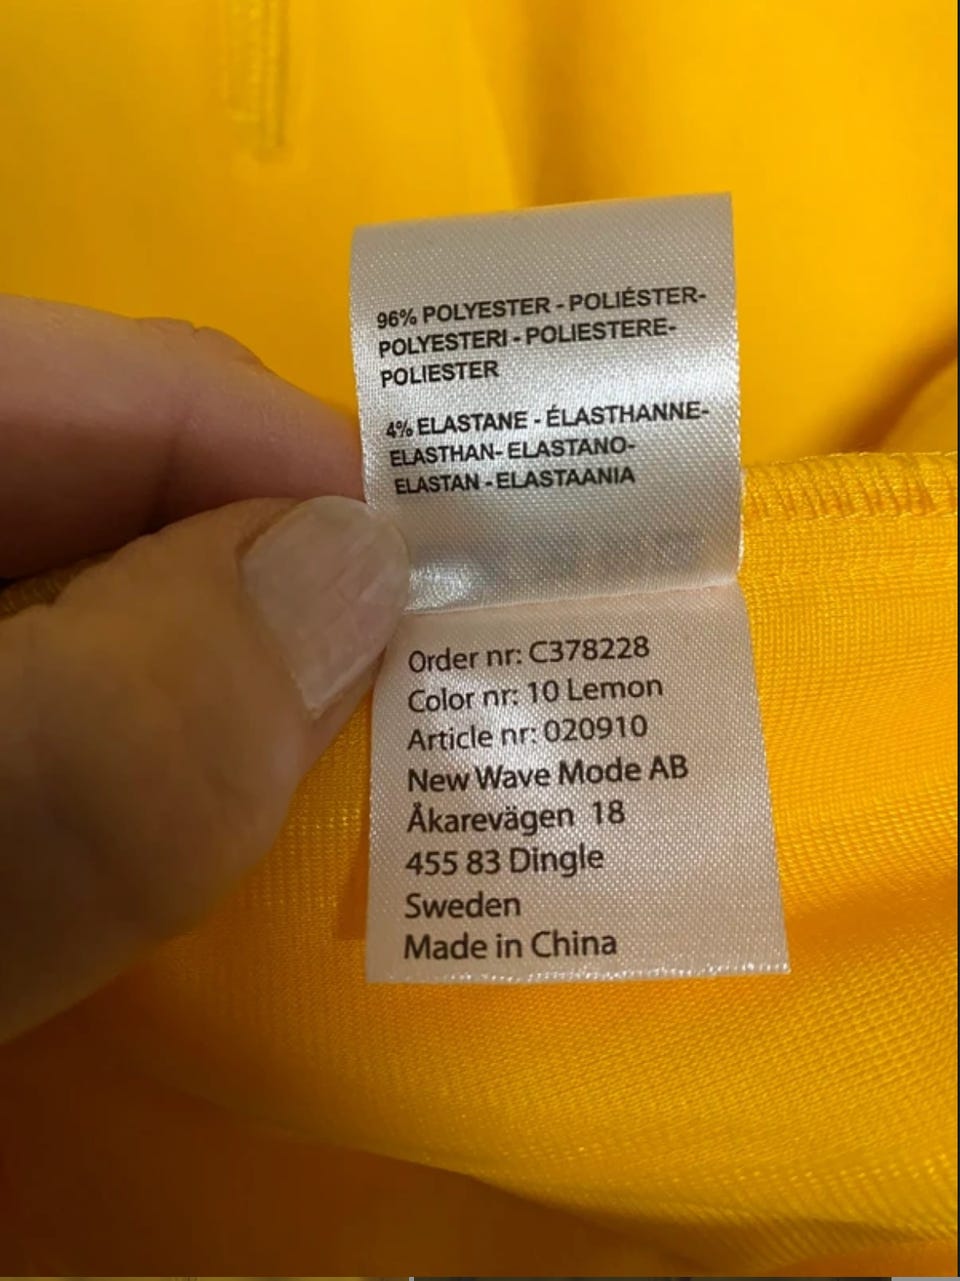 96% POLYESTER - POLIÉSTER-
POLYESTERI - POLIESTERE-
POLIESTER
4% ELASTANE - ÉLASTHANNE-
ELASTHAN- ELASTANO-
ELASTAN - ELASTAANIA
Order nr: C378228
Color nr: 10 Lemon
Article nr: 020910
New Wave Mode AB
Åkarevägen 18
455 83 Dingle
Sweden
Made in China